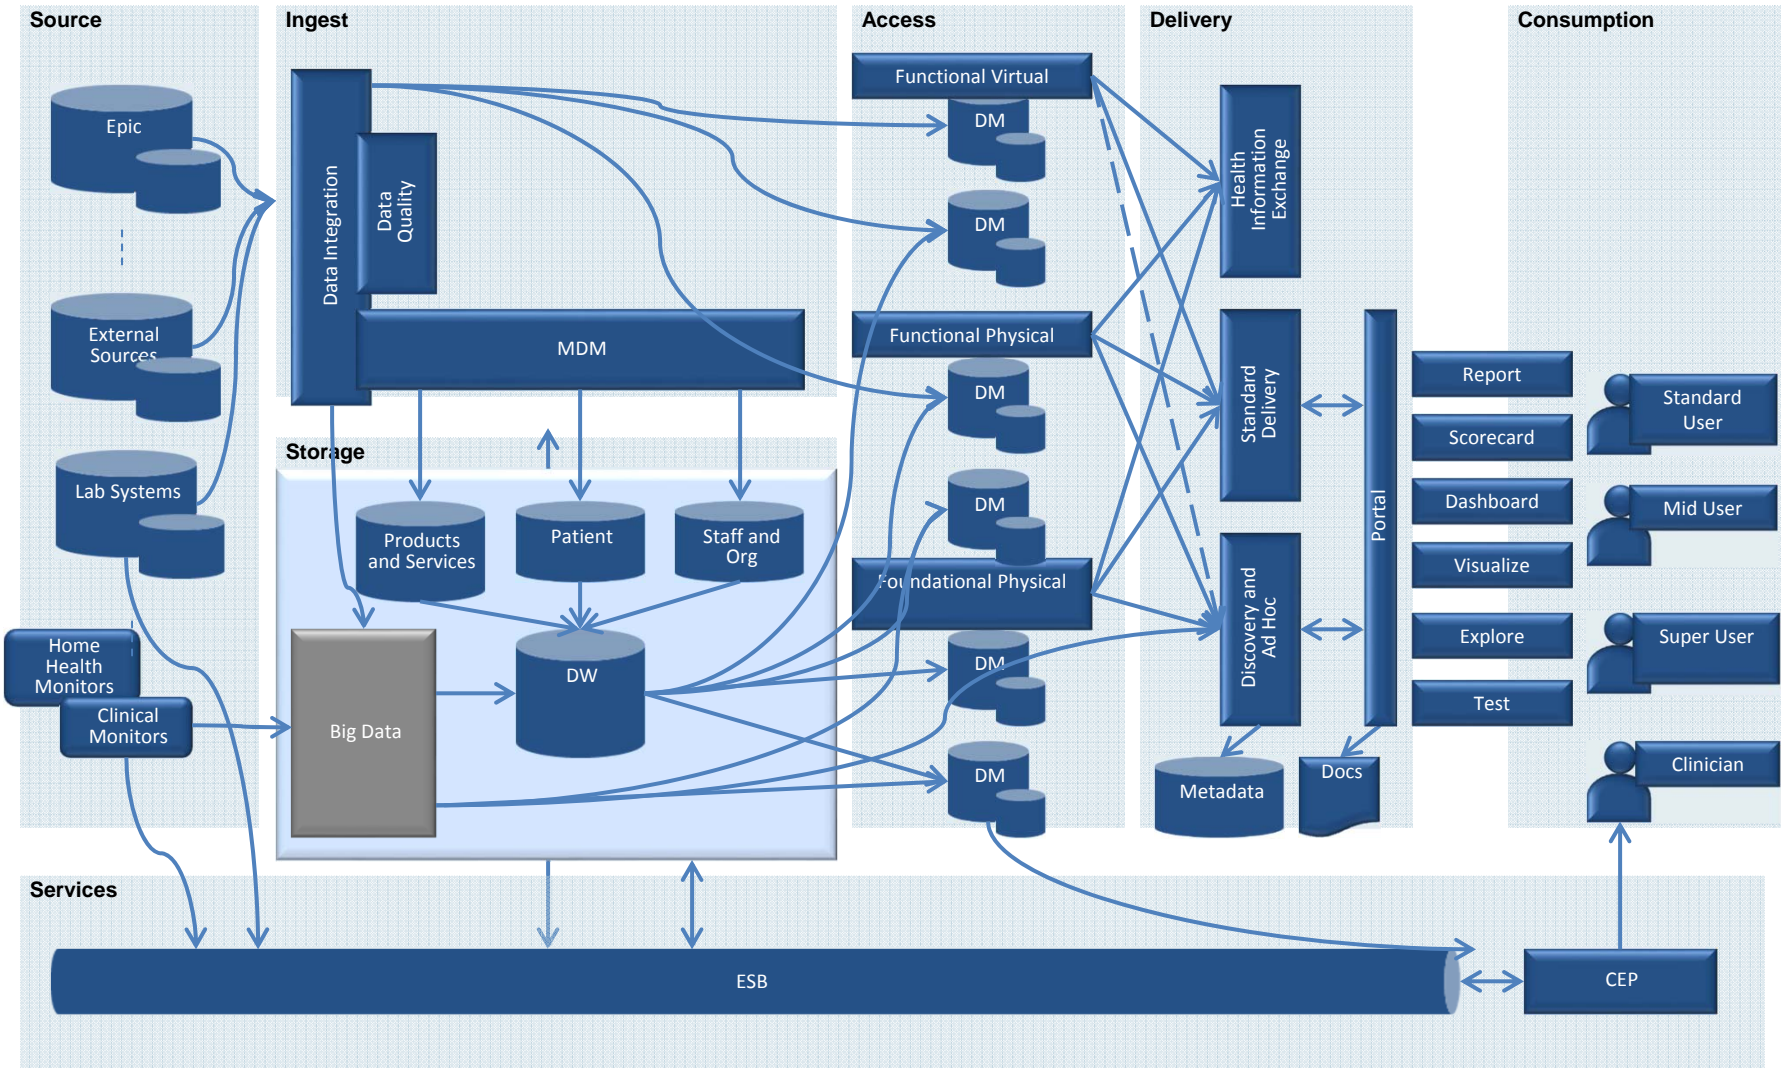 Source
Epic
External
Sources
Lab Systems
Home
Health
Monitors
Clinical
Monitors
Ingest
Data Integration
Data
Quality
MDM
Storage
Products
and Services
Patient
Staff and
Org
Big Data
DW
Access
Functional Virtual
DM
DM
Functional Physical
DM
DM
Foundational Physical
DM
DM
Delivery
Health
Information
Exchange
Standard
Delivery
Discovery and
Ad Hoc
Portal
Metadata
Docs
Report
Scorecard
Dashboard
Visualize
Explore
Test
Consumption
Standard
User
Mid User
Super User
Clinician
Services
ESB
CEP